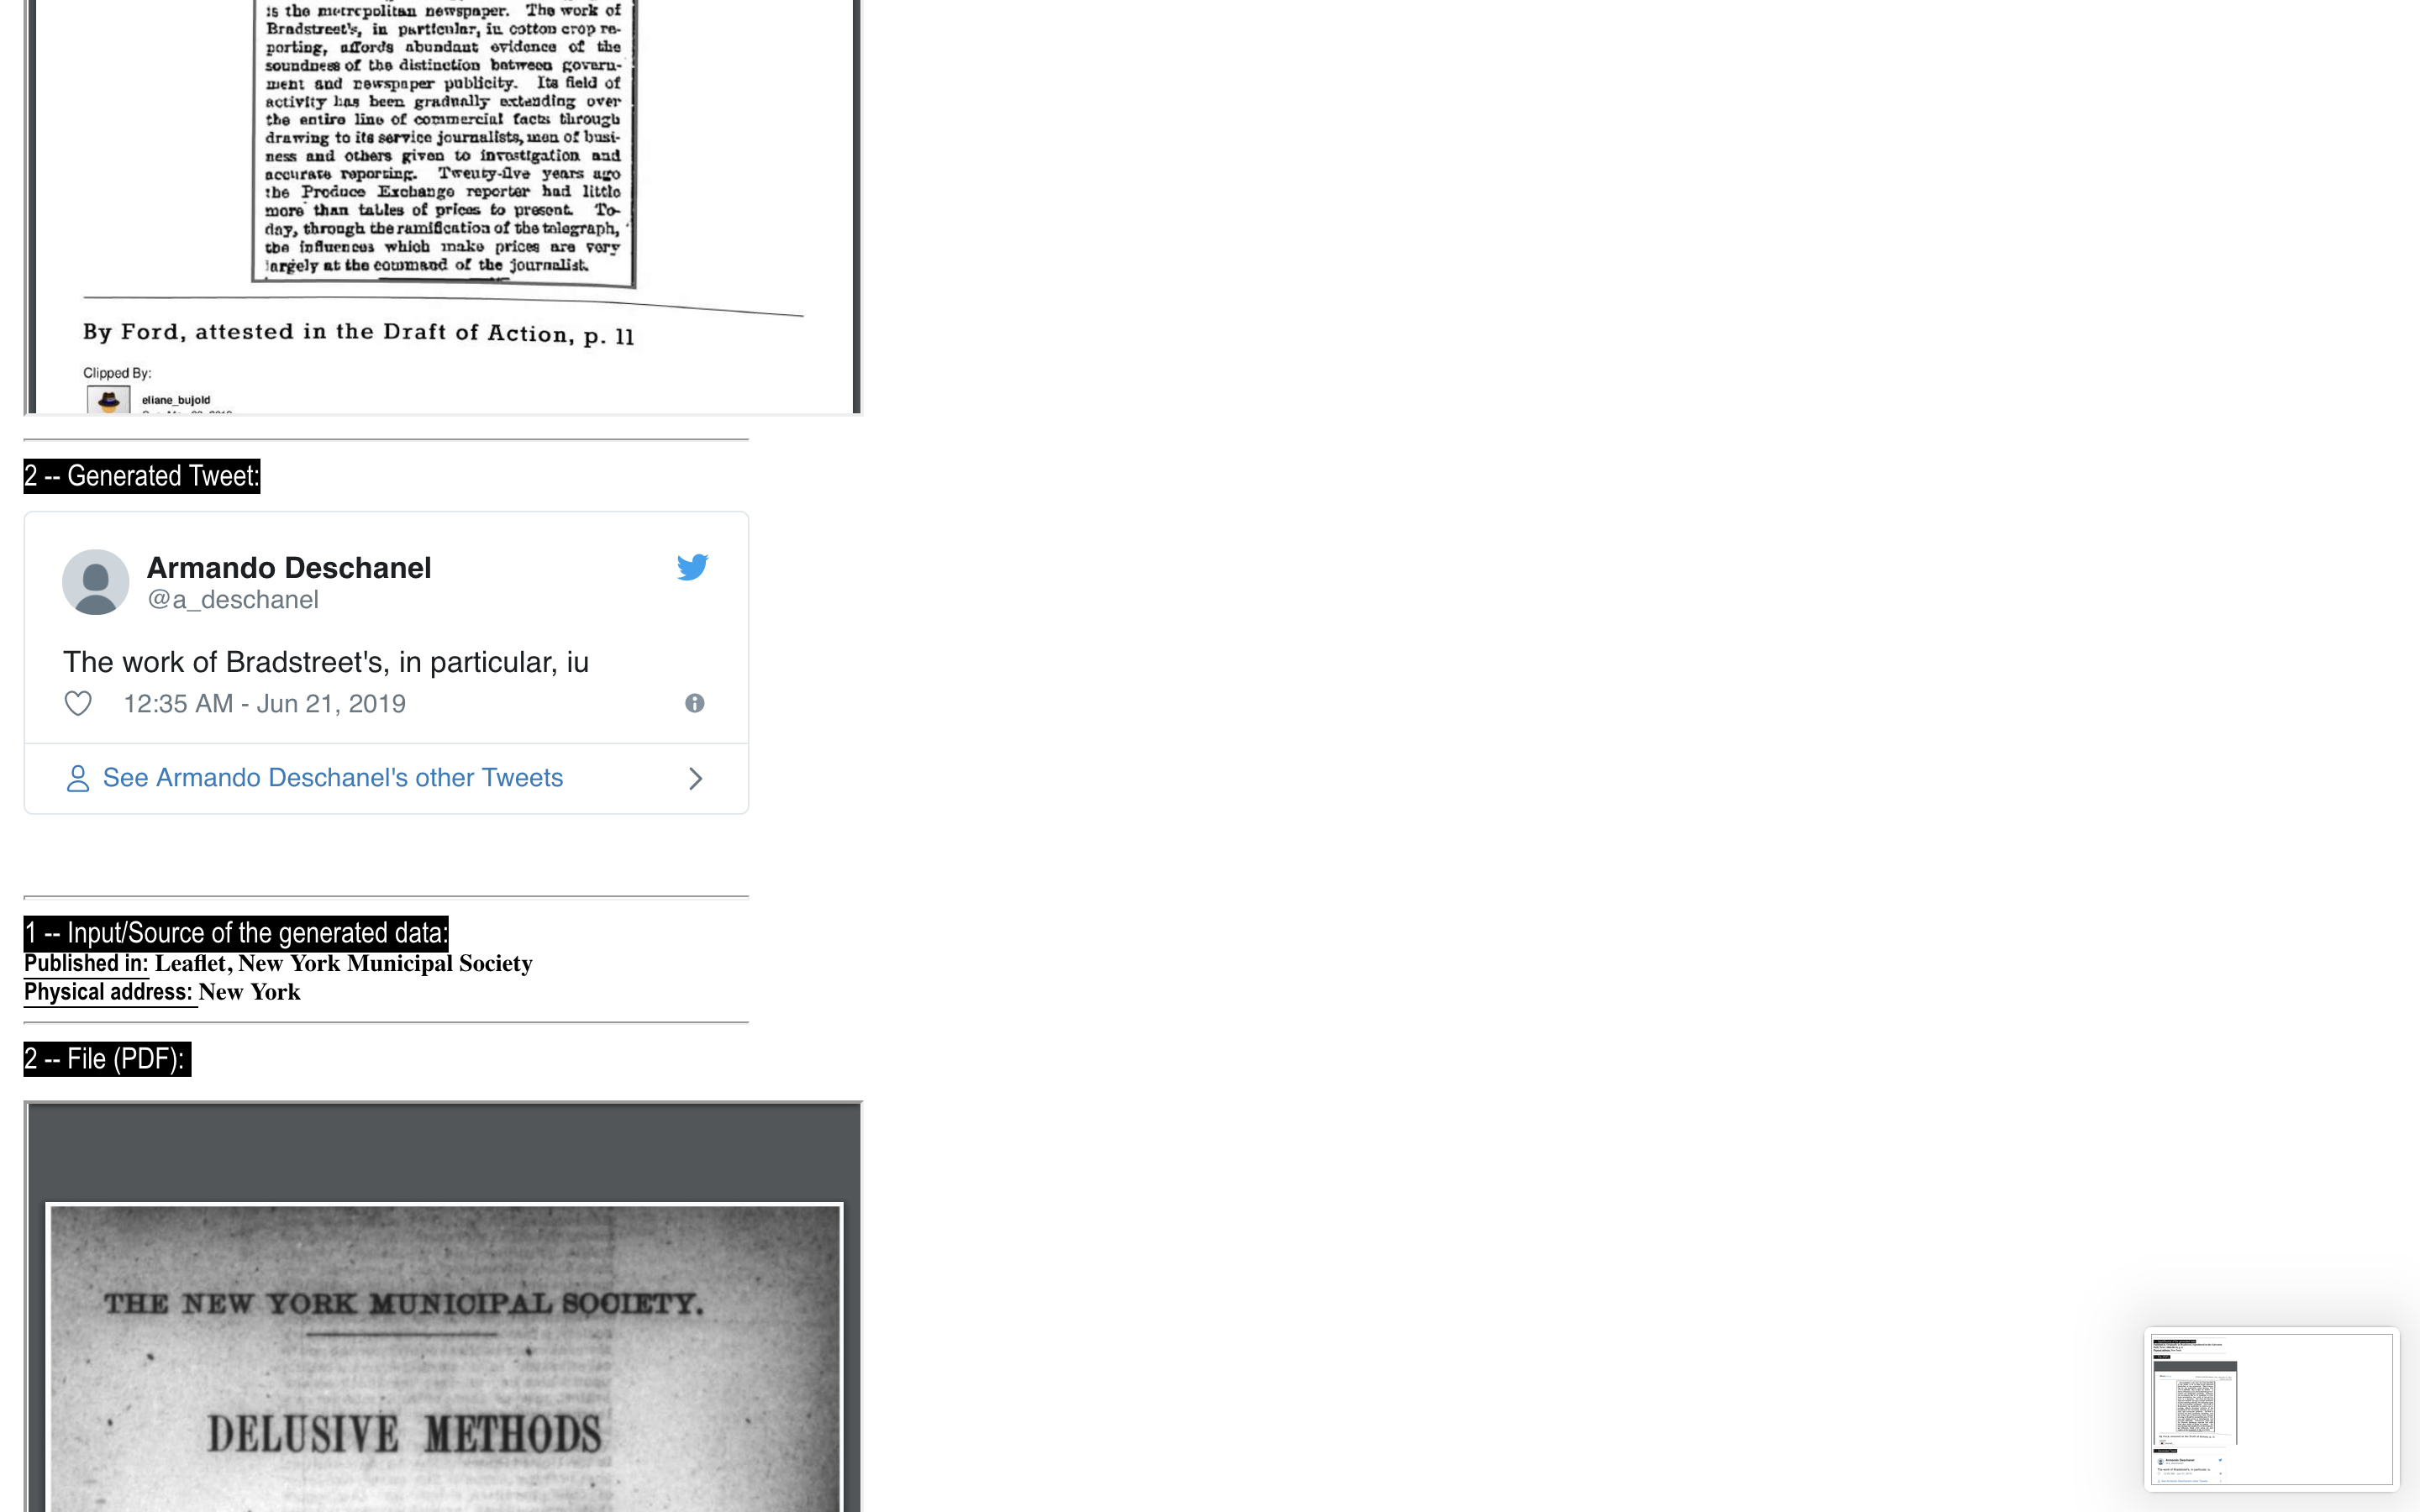 is the metropolitan newspaper. The work of
Bradstreet's, in particular, in cotton crop re-
porting, affords abundant evidence of the
soundness of the distinction between govern-
ment and newspaper publicity. Its field of
activity has been gradually extending over
the entire line of commercial facts through
drawing to its service journalists, men of busi-
ness and others given to investigation and
accurate reporting. Twenty-five years ago
the Produce Exchange reporter had little
more than tables of prices to present. To-
day, through the ramification of the telegraph,
the influences which make prices are very
largely at the command of the journalist.
By Ford, attested in the Draft of Action, p. 11
Clipped By:
eliane_bujold
2 -- Generated Tweet:
Armando Deschanel
@a_deschanel
The work of Bradstreet's, in particular, iu
12:35 AM - Jun 21, 2019
See Armando Deschanel's other Tweets
1 -- Input/Source of the generated data:
Published in: Leaflet, New York Municipal Society
Physical address: New York
2 -- File (PDF):
THE NEW YORK MUNICIPAL SOCIETY.
DELUSIVE METHODS